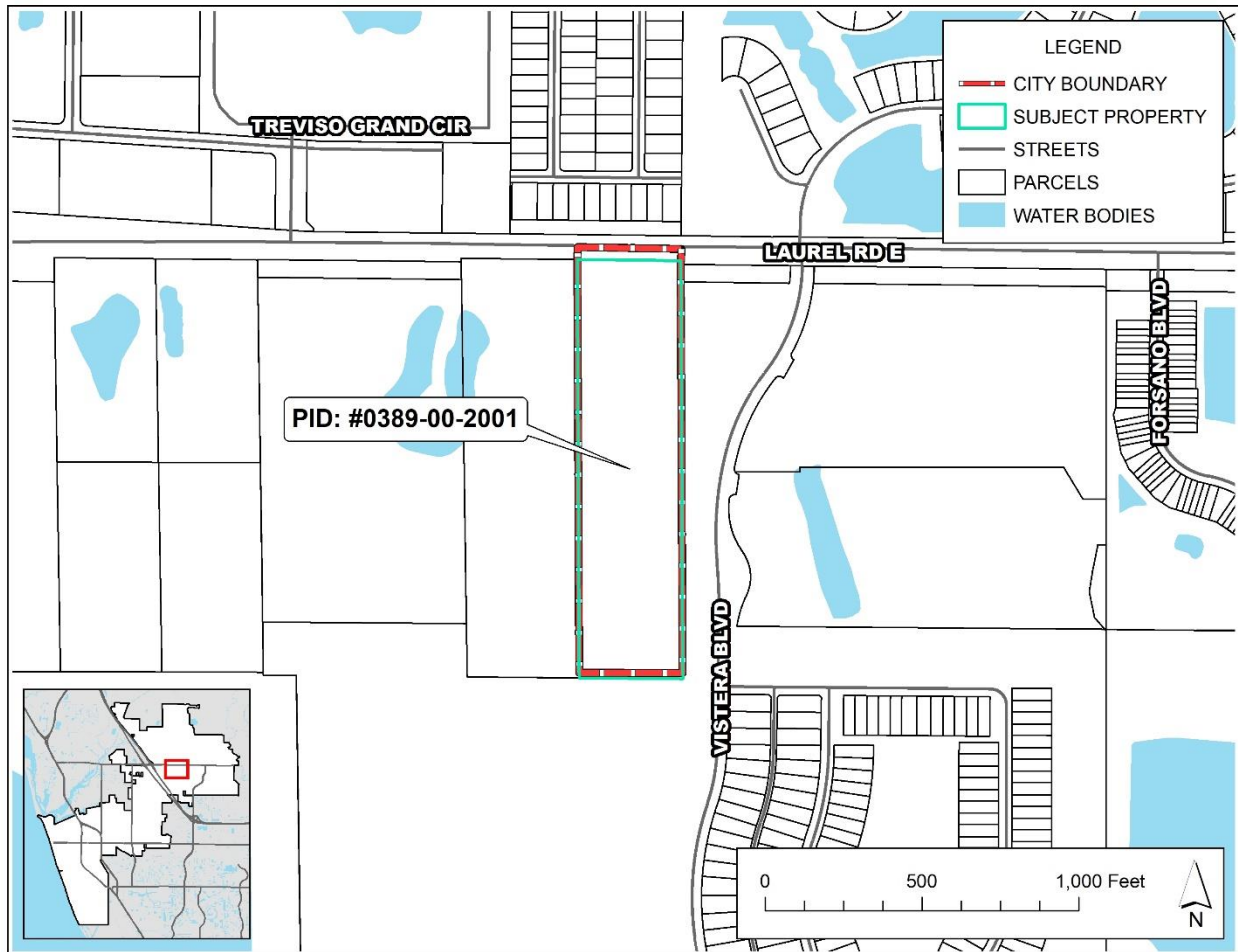 LEGEND
CITY BOUNDARY
SUBJECT PROPERTY
STREETS
PARCELS
WATER BODIES
TREVISO GRAND CIR
LAUREL RD E
FORSANO BLVD
PID: #0389-00-2001
VISTERA BLVD
0 500 1,000 Feet
N